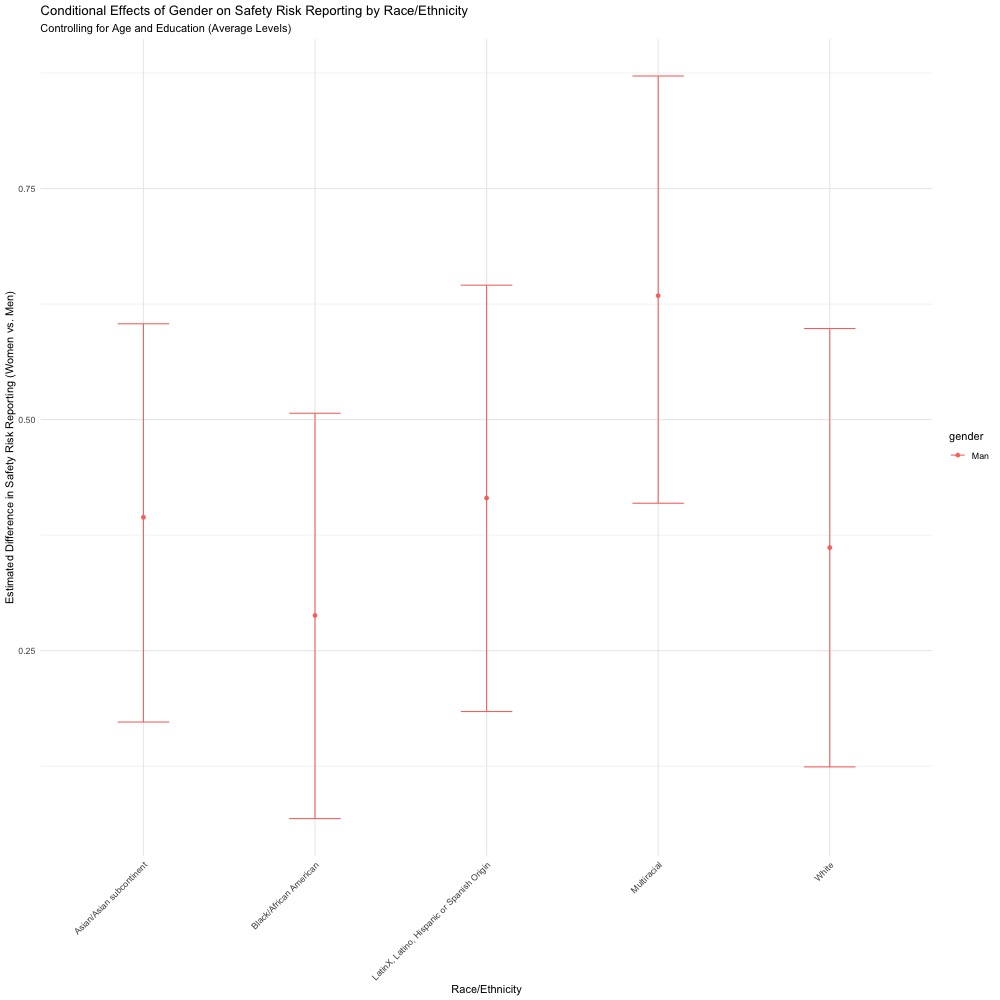 Conditional Effects of Gender on Safety Risk Reporting by Race/Ethnicity
Controlling for Age and Education (Average Levels)
Estimated Difference in Safety Risk Reporting (Women vs. Men)
0.75
0.50
0.25
Asian/Asian subcontinent
Black/African American
LatinX, Latino, Hispanic or Spanish Origin
Multiracial
White
Race/Ethnicity
gender
Man